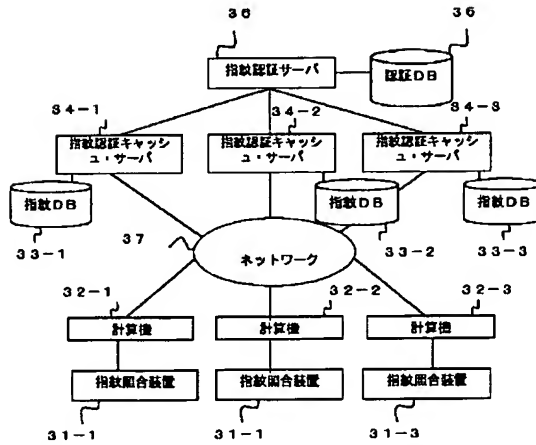 36 36
指紋認証サーバ 認証DB
34-1 34-2 34-3
指紋認証キャッシュ・サーバ
指紋認証キャッシュ・サーバ
指紋認証キャッシュ・サーバ
指紋DB 指紋DB 指紋DB
33-1 33-2 33-3
37
ネットワーク
32-1 32-2 32-3
計算機 計算機 計算機
指紋照合装置 指紋照合装置 指紋照合装置
31-1 31-1 31-3